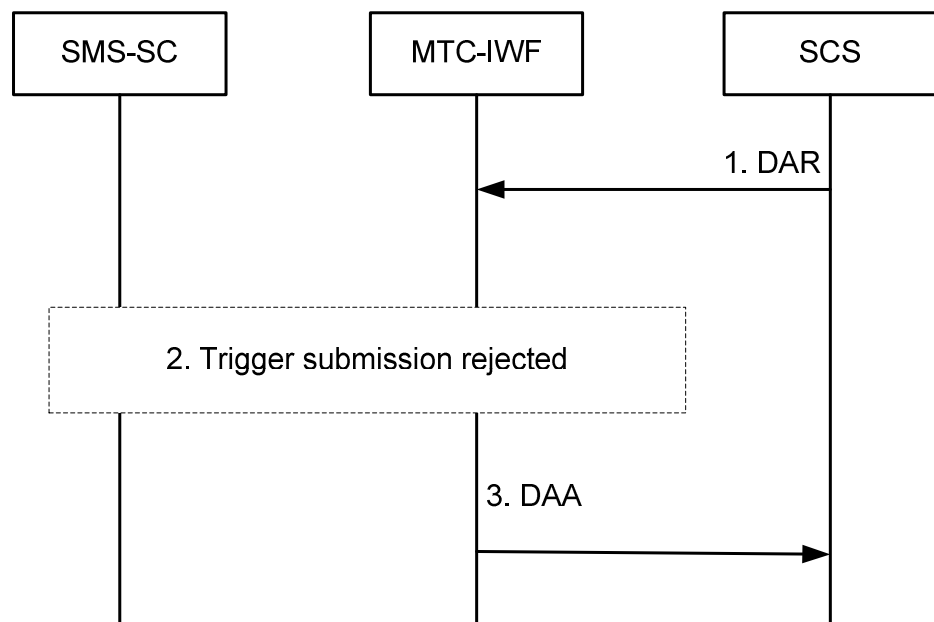 SMS-SC
MTC-IWF
SCS
1. DAR
2. Trigger submission rejected
3. DAA